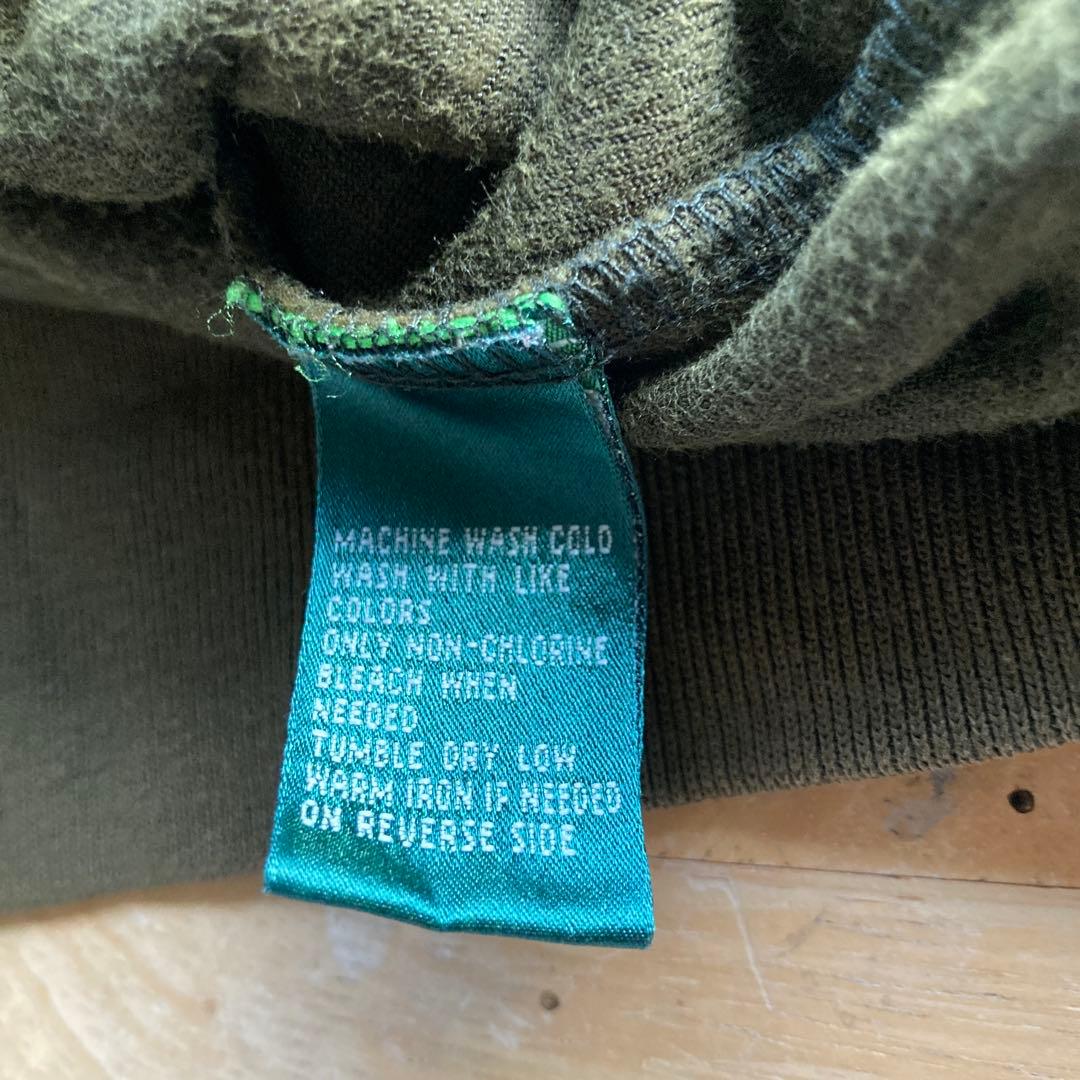 MACHINE WASH COLD
WASH WITH LIKE
COLORS
ONLY NON-CHLORINE
BLEACH WHEN
NEEDED
TUMBLE DRY LOW
WARM IRON IF NEEDED
ON REVERSE SIDE